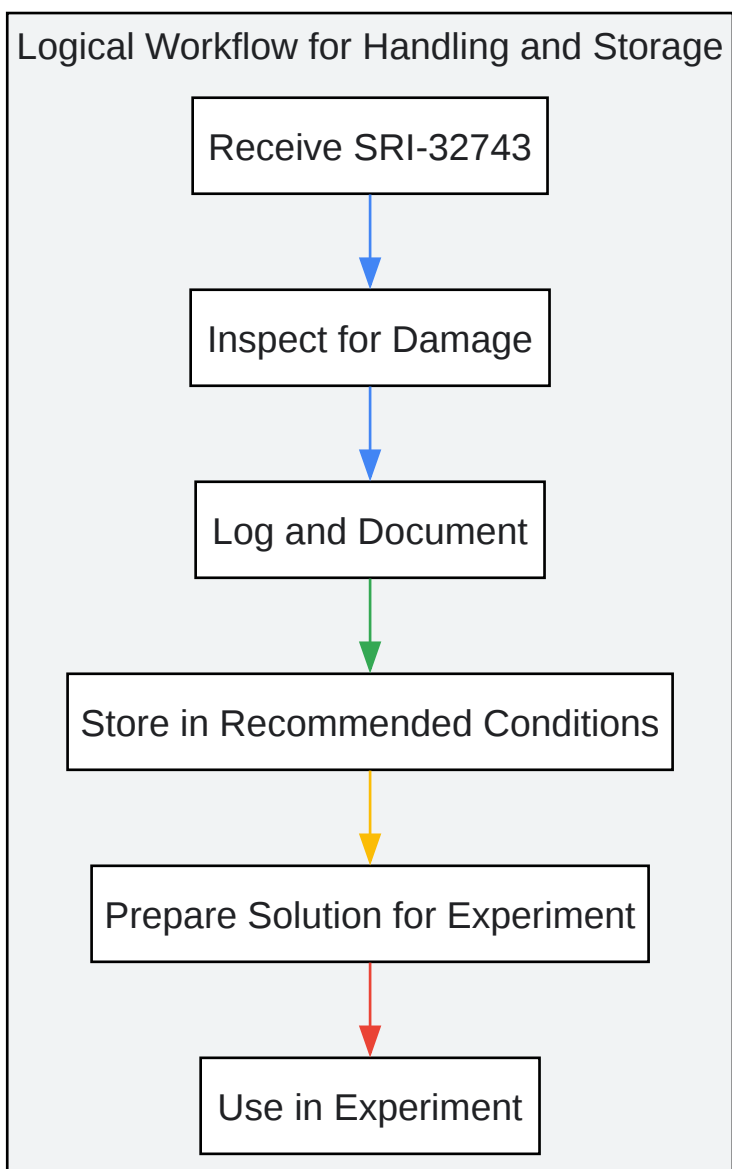 Logical Workflow for Handling and Storage
Receive SRI-32743
Inspect for Damage
Log and Document
Store in Recommended Conditions
Prepare Solution for Experiment
Use in Experiment